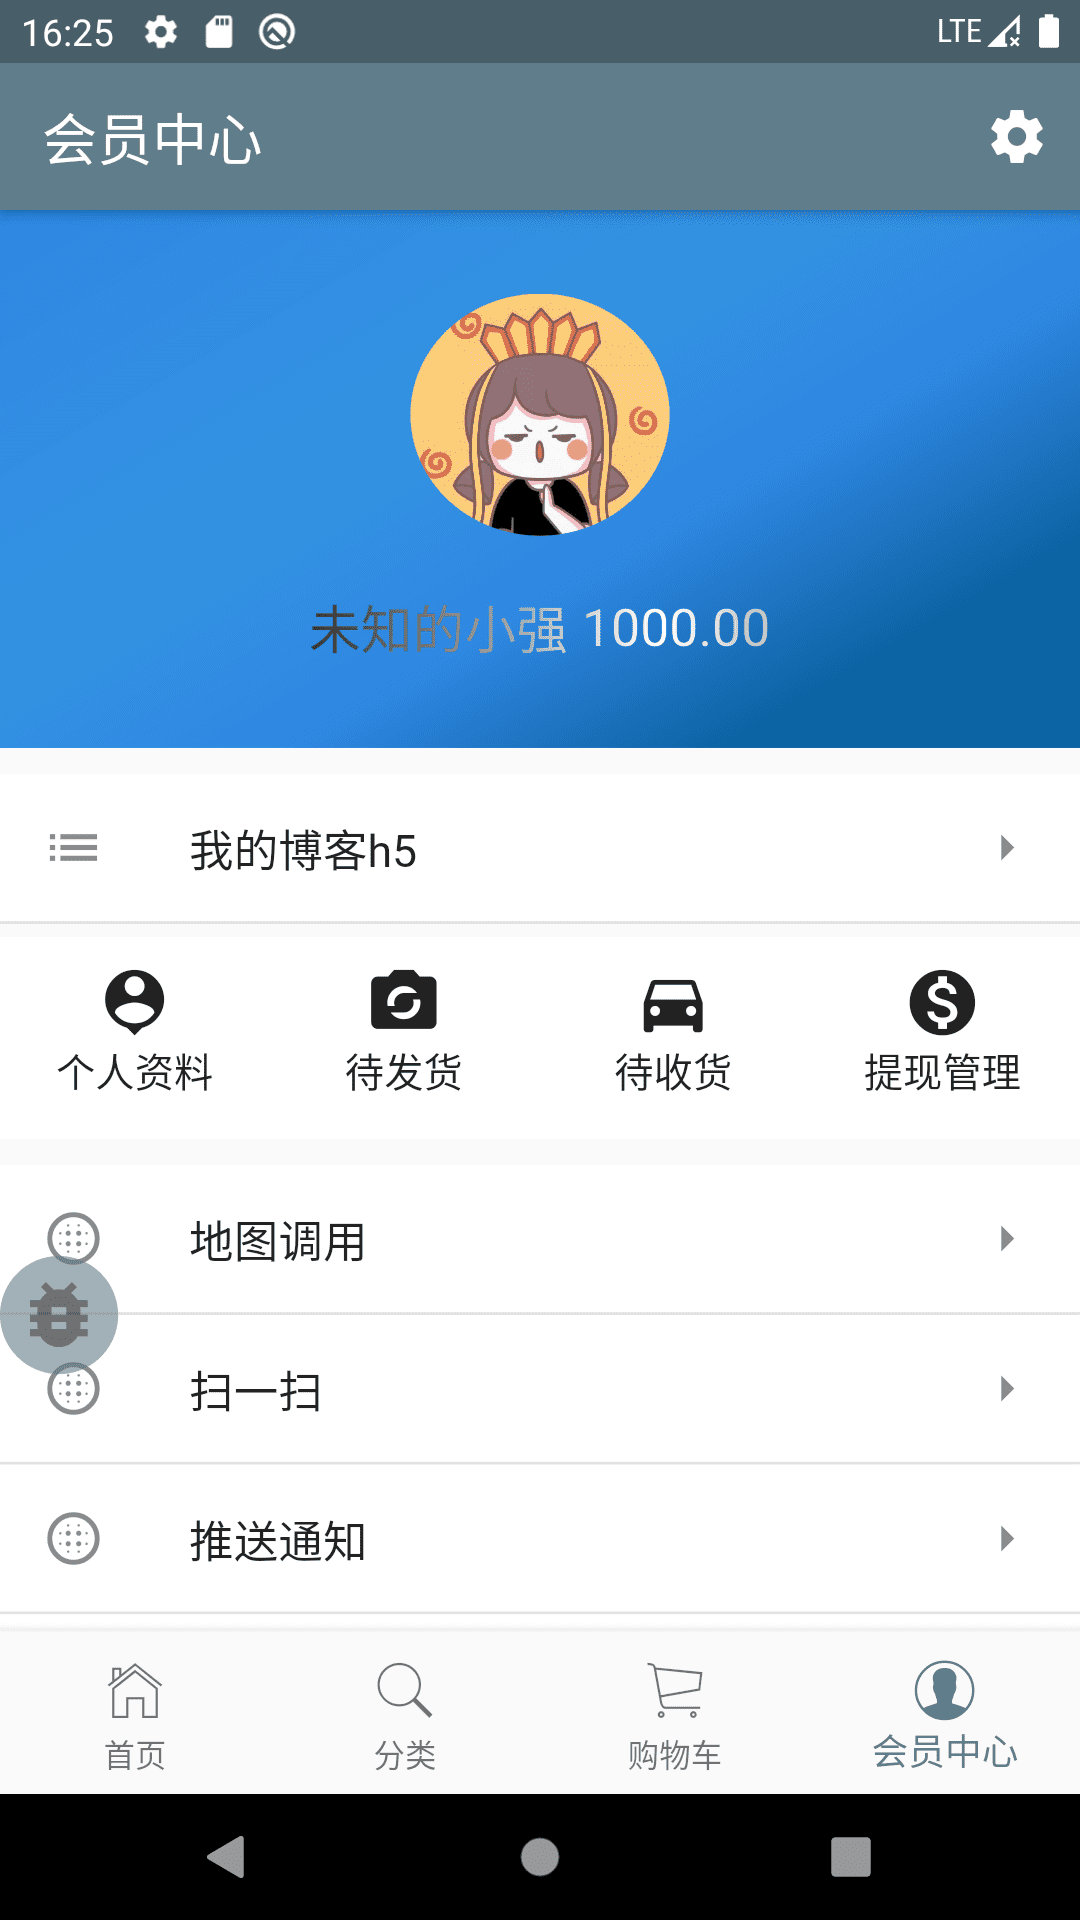 16:25 LTE
会员中心
未知的小强 1000.00
我的博客h5
个人资料 待发货 待收货 提现管理
地图调用
扫一扫
推送通知
首页 分类 购物车 会员中心